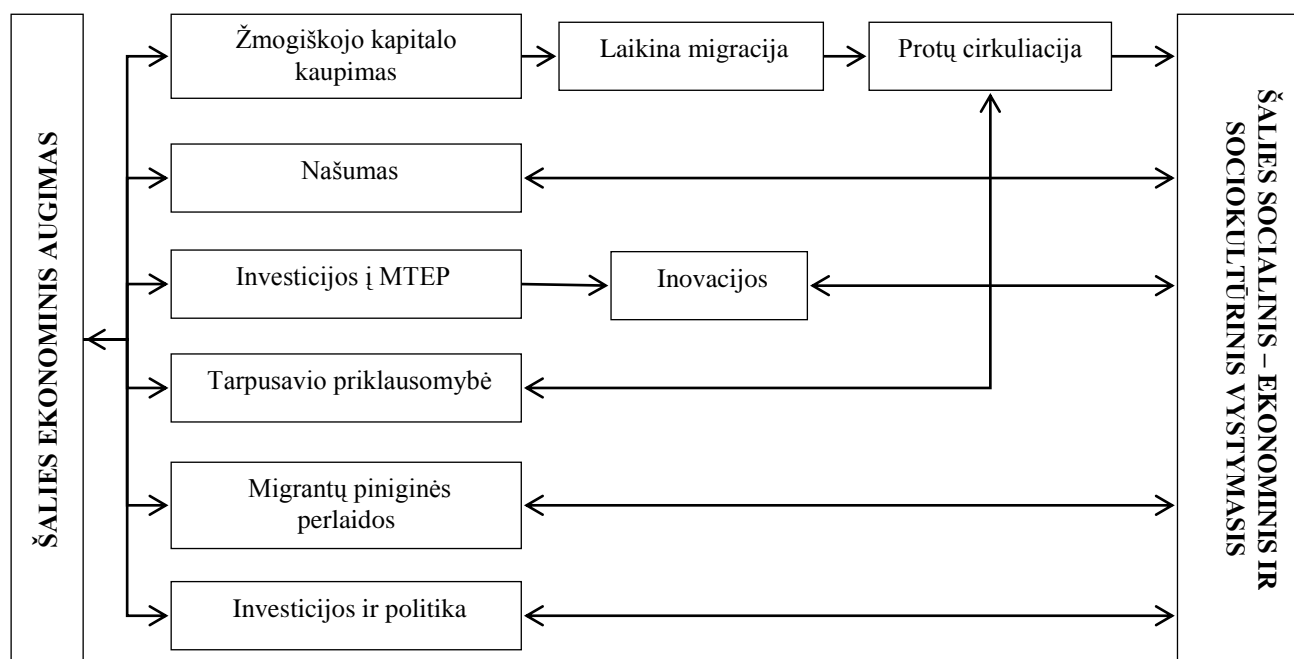 ŠALIES EKONOMINIS AUGIMAS
Žmogiškojo kapitalo
kaupimas
Laikina migracija
Protų cirkuliacija
Našumas
Investicijos į MTEP
Inovacijos
Tarpusavio priklausomybė
Migrantų piniginės
perlaidos
Investicijos ir politika
ŠALIES SOCIALINIS – EKONOMINIS IR
SOCIOKULTŪRINIS VYSTYMASIS